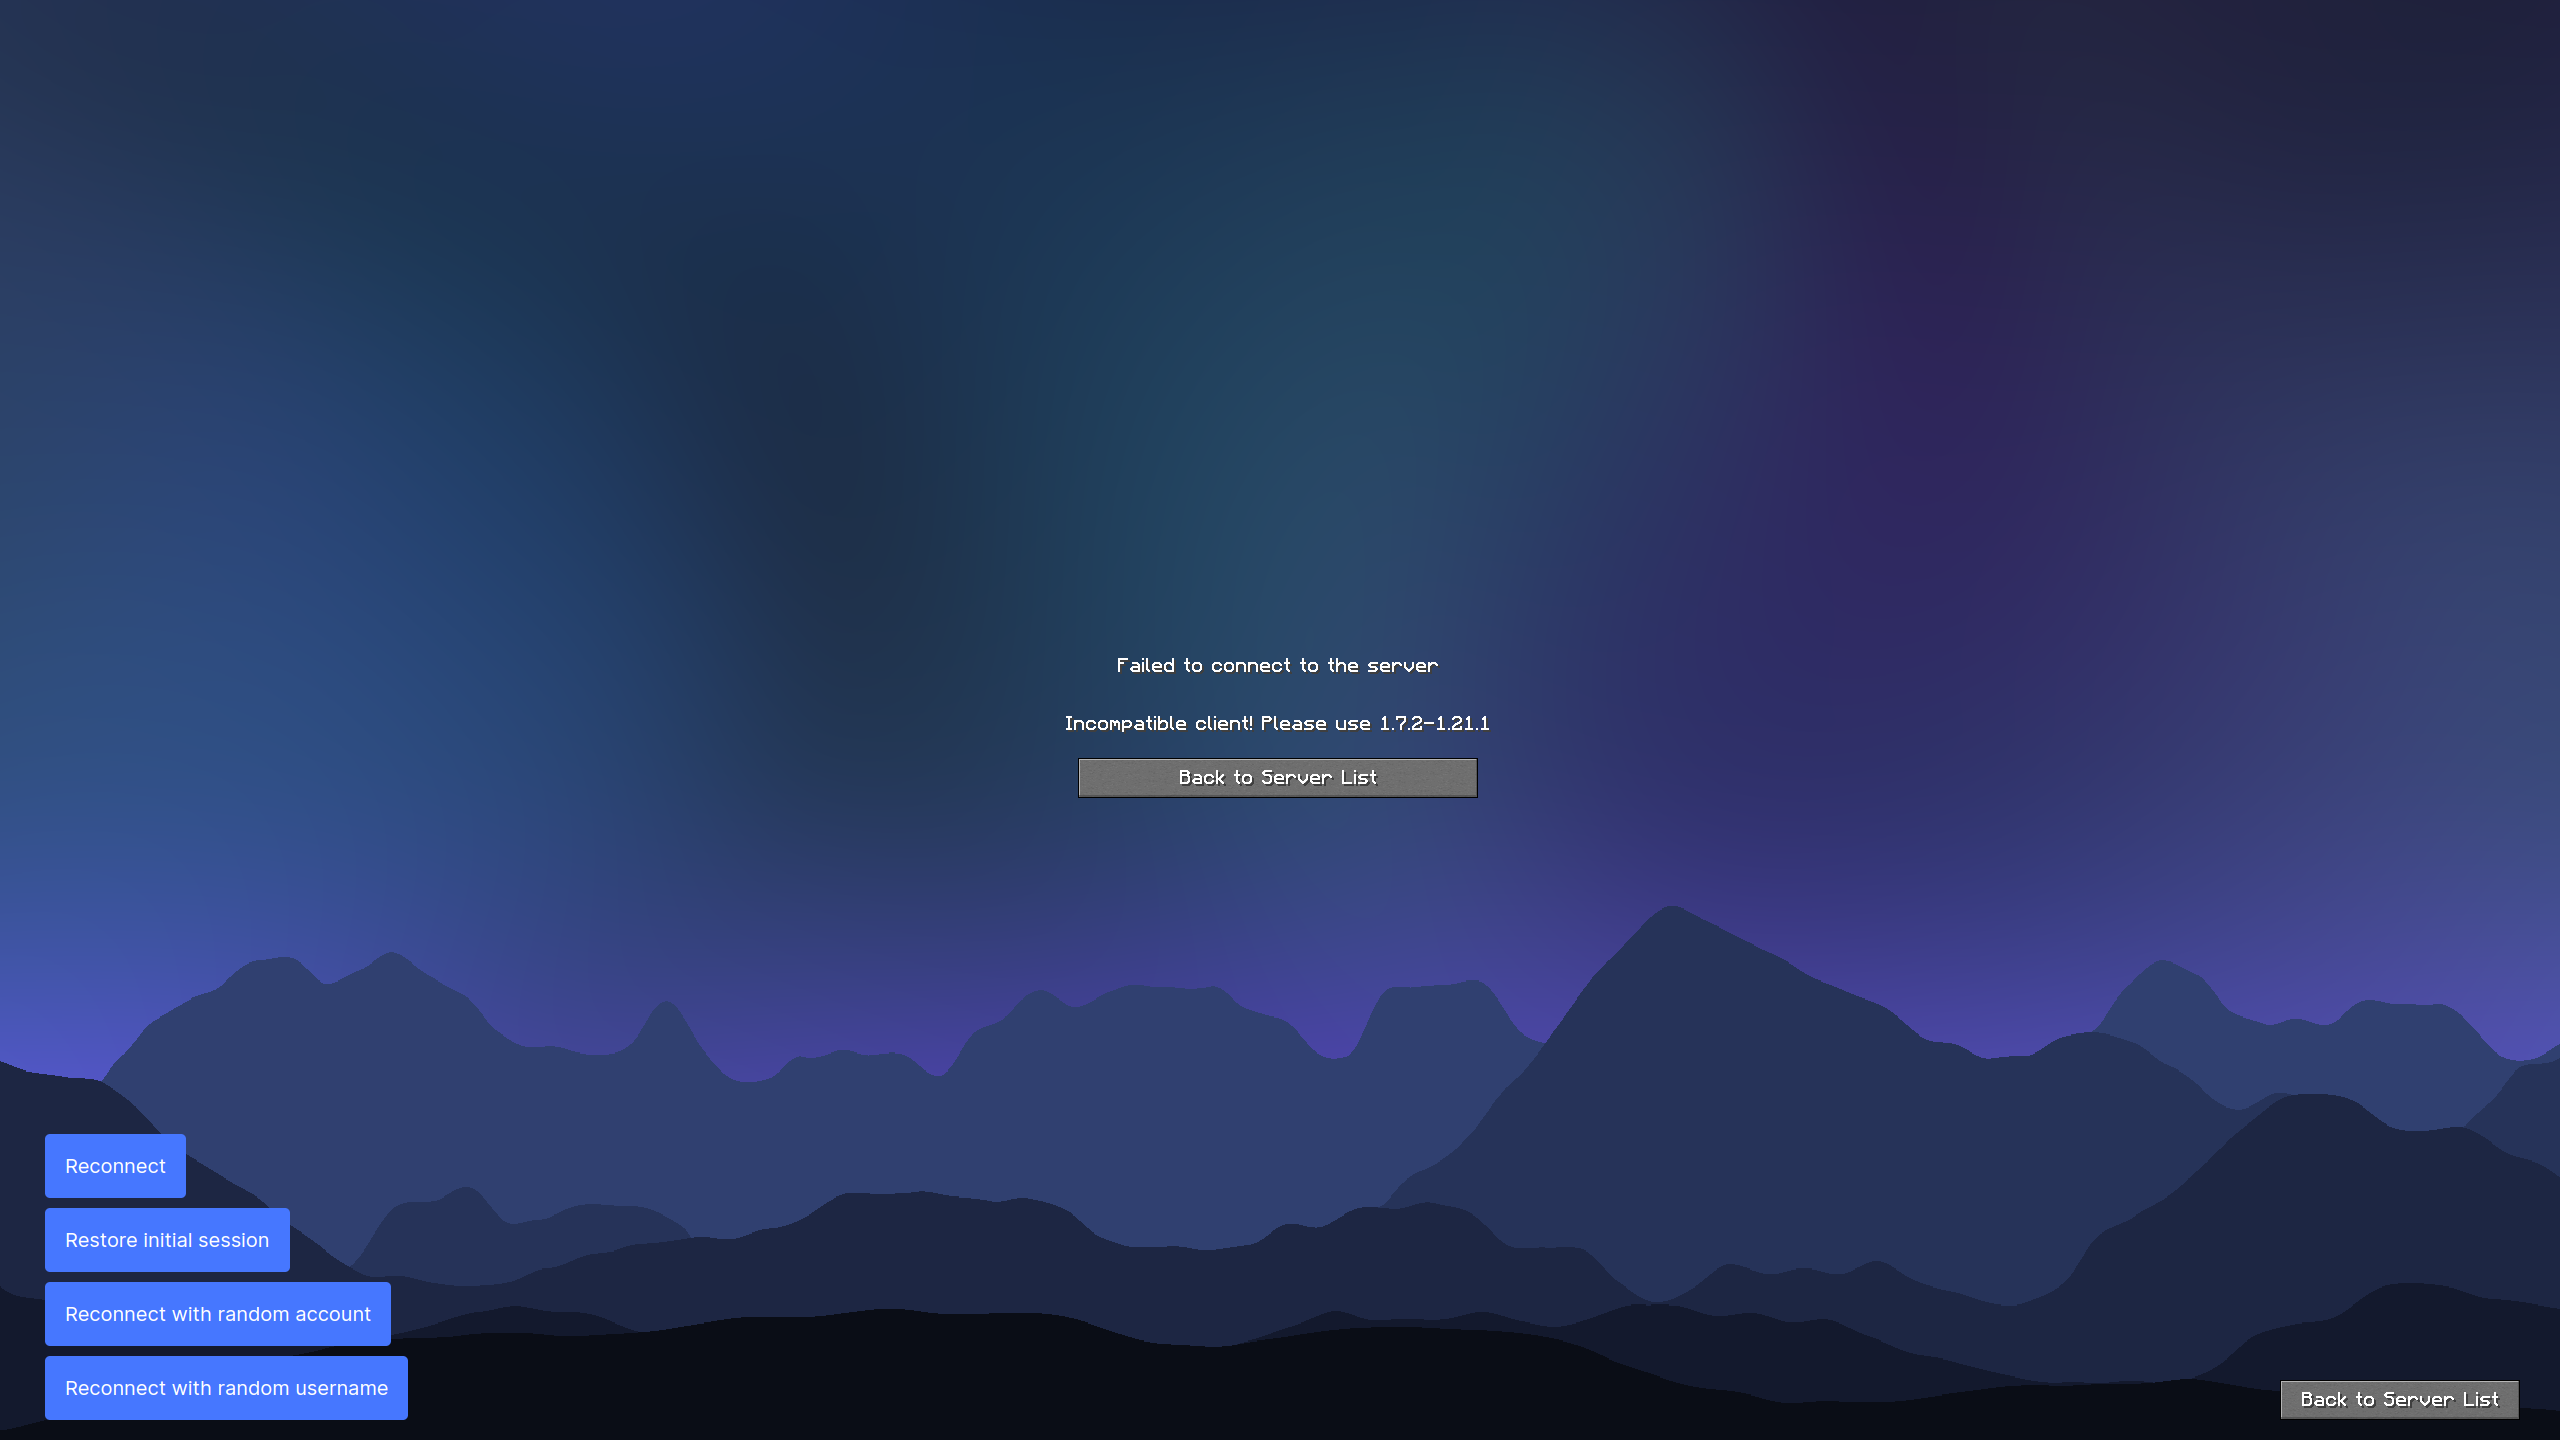 Failed to connect to the server
Incompatible client! Please use 1.7.2-1.21.1
Back to Server List
Reconnect
Restore initial session
Reconnect with random account
Reconnect with random username
Back to Server List